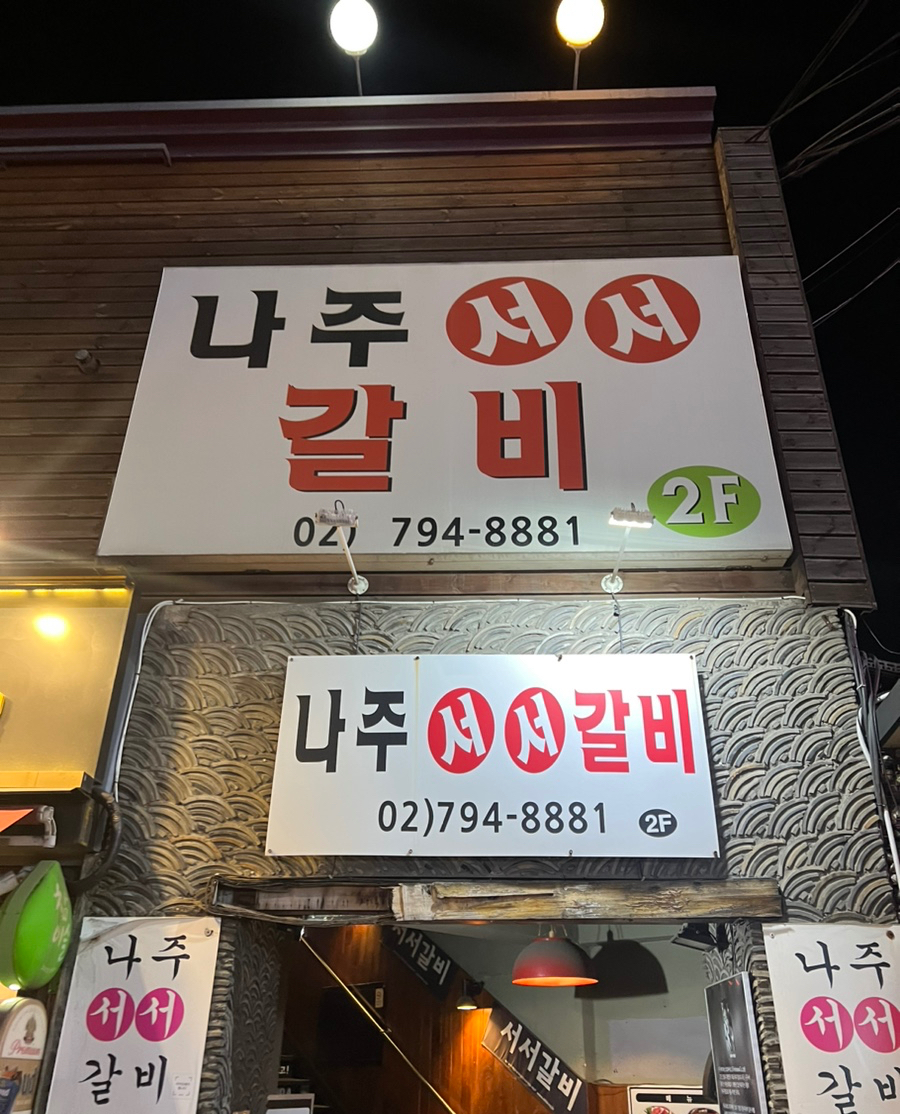 나주 서서
갈비
2F
02) 794-8881
나주 서서갈비
02)794-8881
2F
나주
서서
갈비
서서갈비
서서갈비
나주
서서
갈비
메뉴